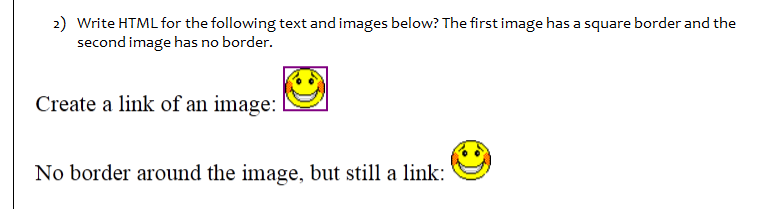 2) Write HTML for the following text and images below? The first image has a square border and the
second image has no border.
Create a link of an image:
No border around the image, but still a link: